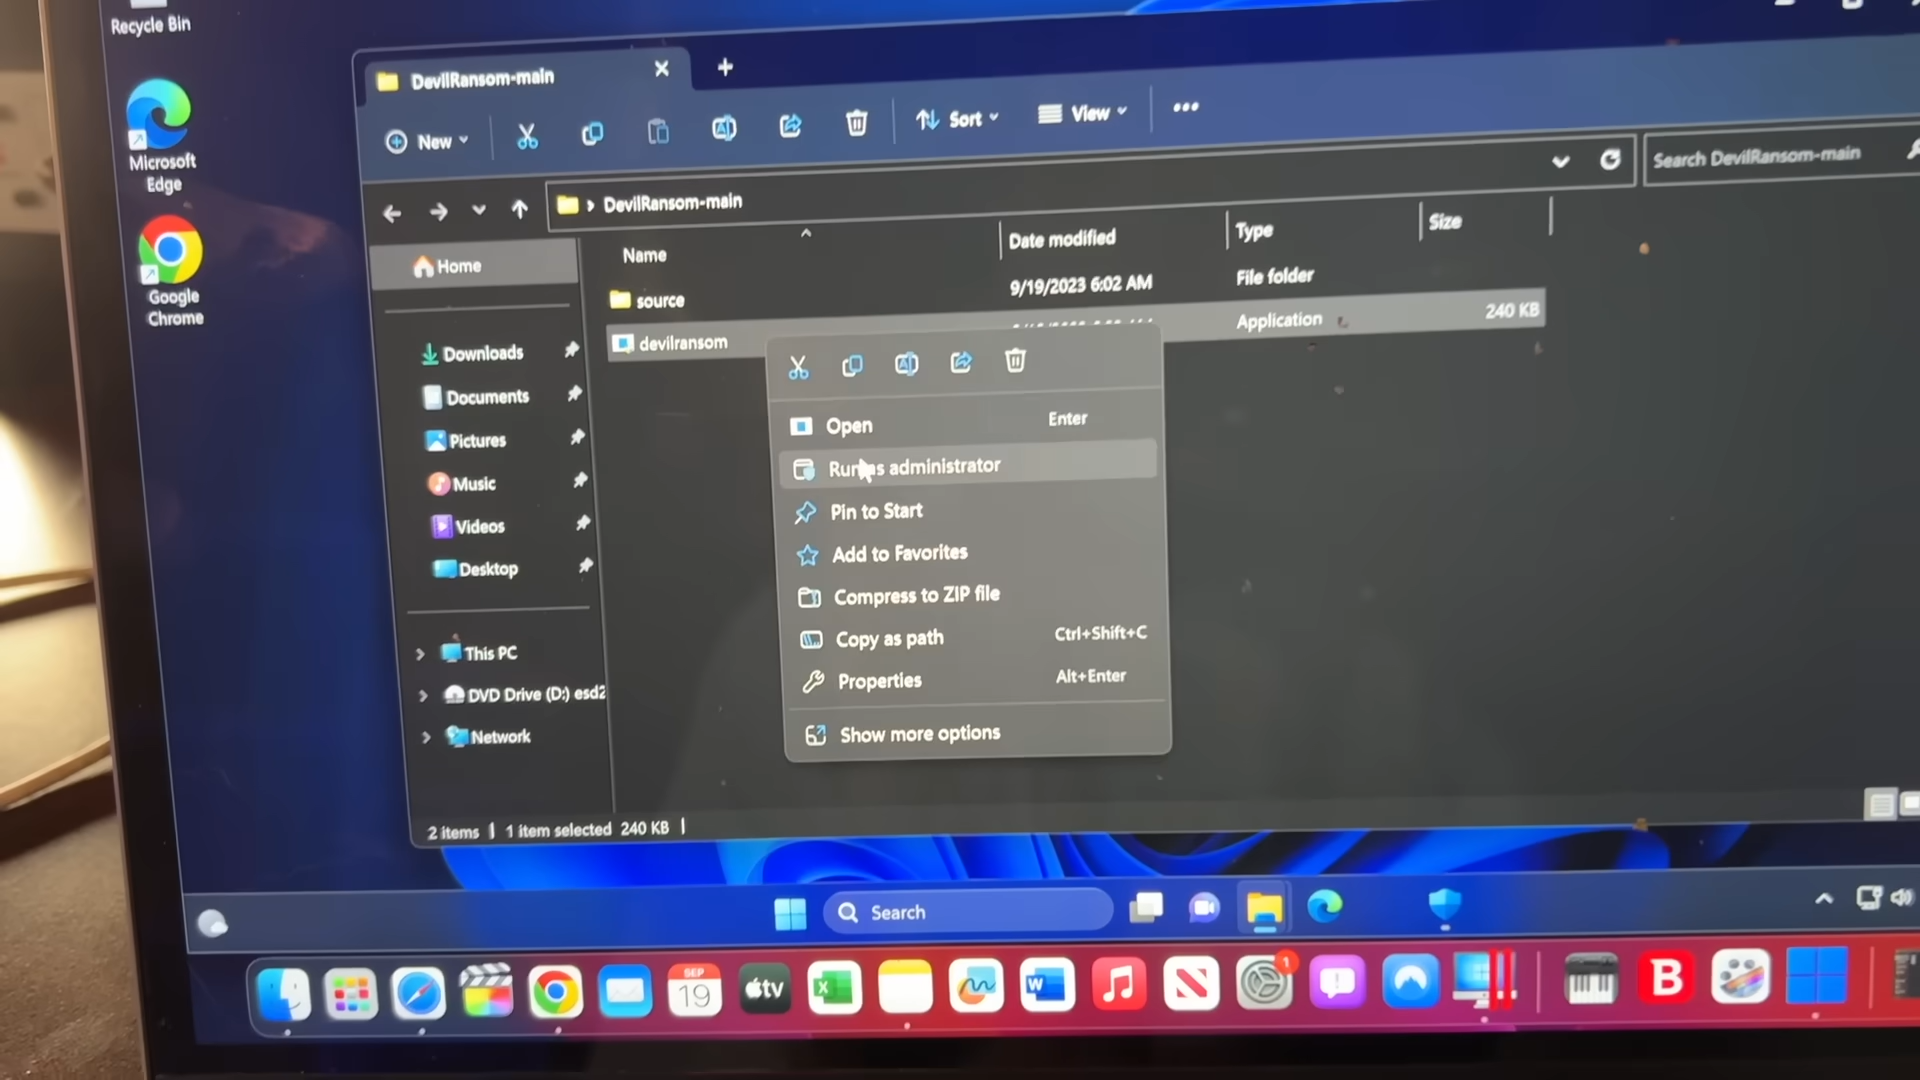 Recycle Bin
Microsoft
Edge
Google
Chrome
DevilRansom-main
New
Sort
View
DevilRansom-main
Search DevilRansom-main
Home
Downloads
Documents
Pictures
Music
Videos
Desktop
This PC
DVD Drive (D:) esd2
Network
Name
Date modified
Type
Size
source
9/19/2023 6:02 AM
File folder
devilransom
Application
240 KB
Open
Enter
Run as administrator
Pin to Start
Add to Favorites
Compress to ZIP file
Copy as path
Ctrl+Shift+C
Properties
Alt+Enter
Show more options
2 items
1 item selected
240 KB
Search
SEP
19
tv
X
W
N
1
B